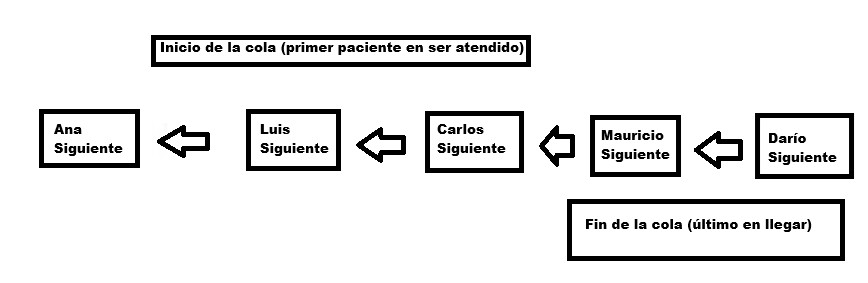 Inicio de la cola (primer paciente en ser atendido)
Ana
Siguiente
Luis
Siguiente
Carlos
Siguiente
Mauricio
Siguiente
Darío
Siguiente
Fin de la cola (último en llegar)